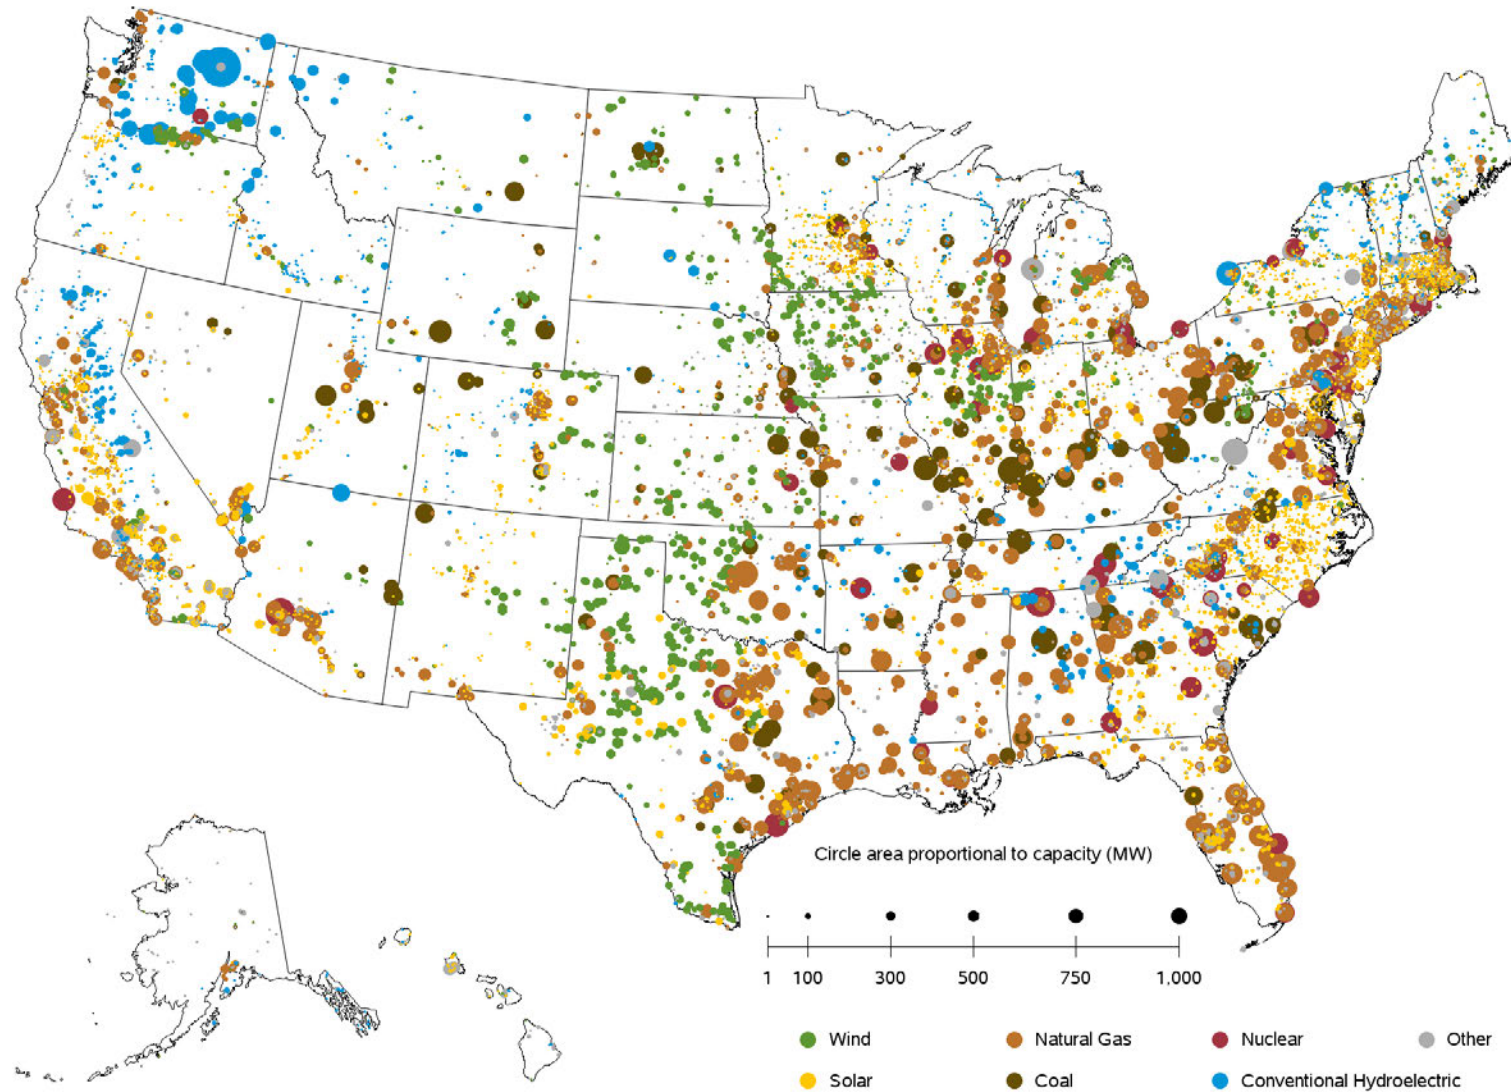 Circle area proportional to capacity (MW)
1 100 300 500 750 1,000
Wind Natural Gas Nuclear Other
Solar Coal Conventional Hydroelectric